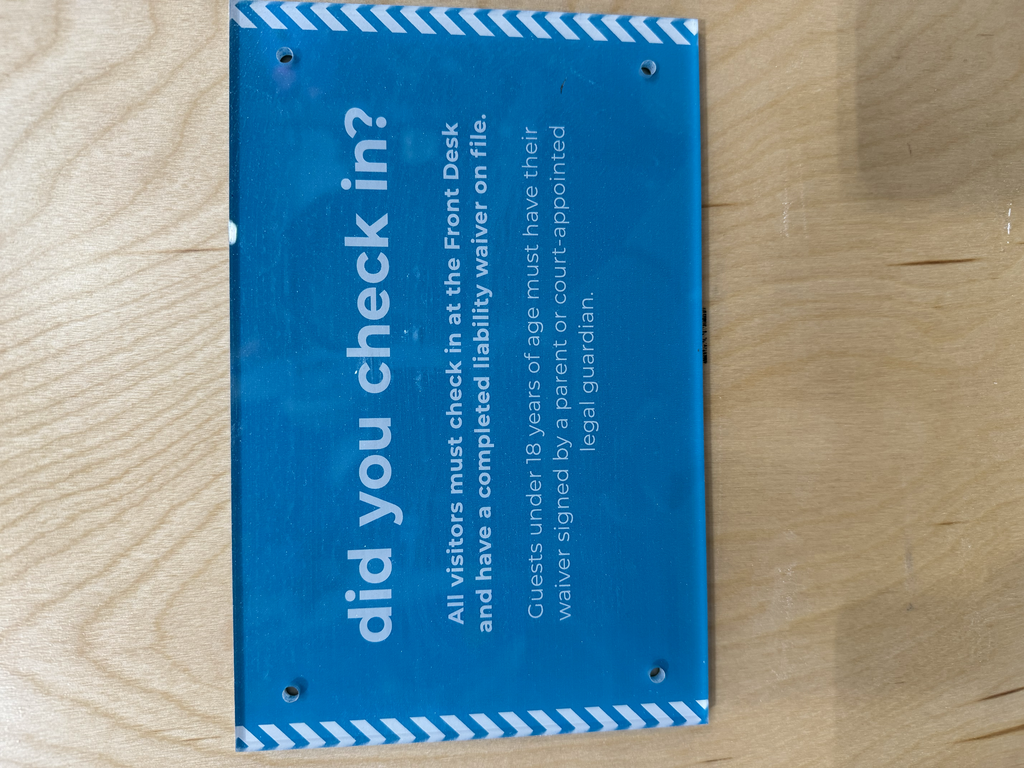 did you check in?
All visitors must check in at the Front Desk
and have a completed liability waiver on file.
Guests under 18 years of age must have their
waiver signed by a parent or court-appointed
legal guardian.